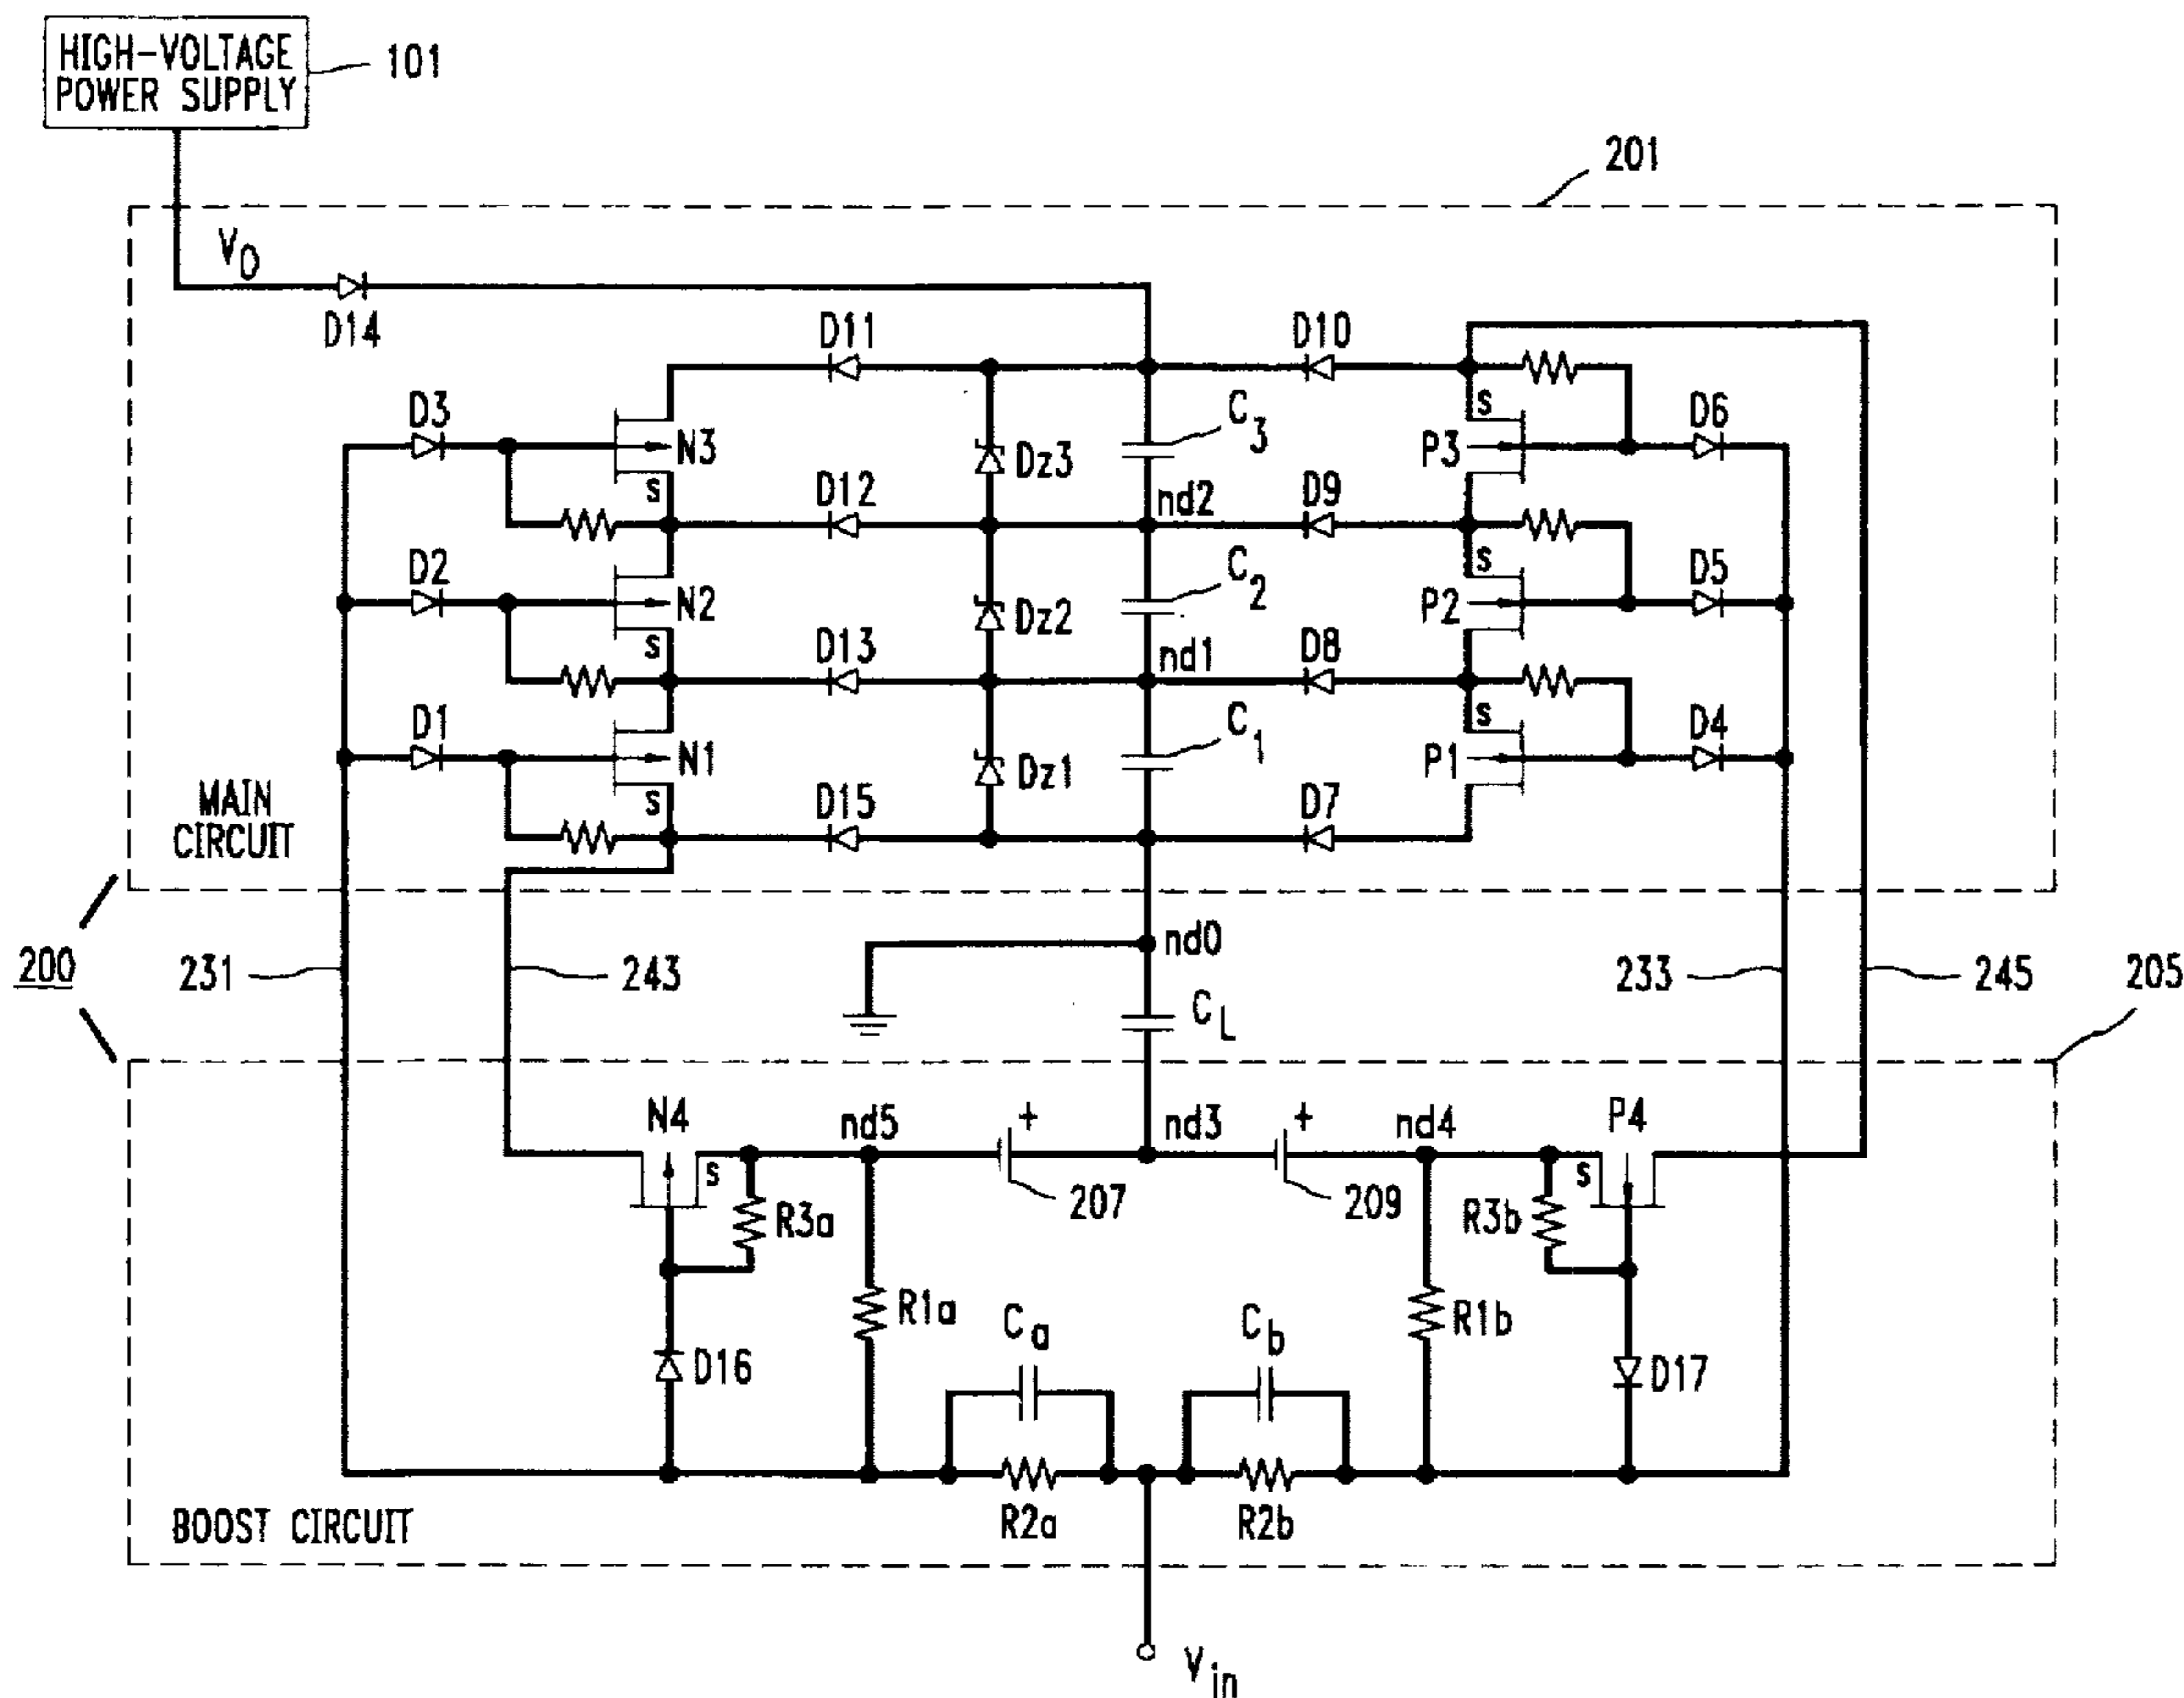 HIGH-VOLTAGE
POWER SUPPLY
101
201
V0
D14
D11
D10
C3
D3
S
D6
N3
Dz3
P3
S
D12
nd2
D9
D2
C2
S
D5
N2
Dz2
P2
S
D13
nd1
D8
D1
C1
S
D4
N1
Dz1
P1
S
D15
D7
MAIN
CIRCUIT
nd0
200
231
243
233
245
205
CL
N4
nd5
+
nd3
+
nd4
P4
S
S
207
209
R3a
R3b
R1a
Ca
Cb
R1b
D16
D17
R2a
R2b
BOOST CIRCUIT
Vin